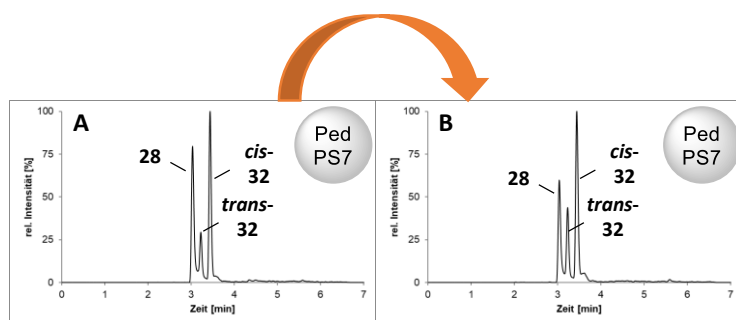 A
28
cis-
32
trans-
32
Ped
PS7
rel. Intensität [%]
100
75
50
25
0
0 1 2 3 4 5 6 7
Zeit [min]
B
28
cis-
32
trans-
32
Ped
PS7
rel. Intensität [%]
100
75
50
25
0
0 1 2 3 4 5 6 7
Zeit [min]